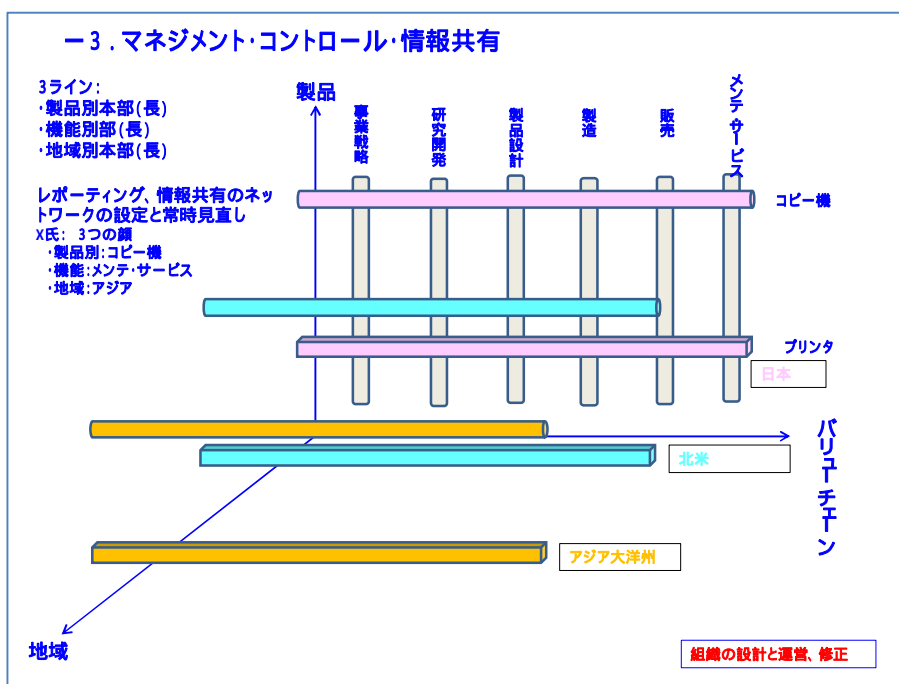 －3．マネジメント・コントロール・情報共有
3ライン：
・製品別本部(長)
・機能別部(長)
・地域別本部(長)
レポーティング、情報共有のネッ
トワークの設定と常時見直し
X氏： 3つの顔
・製品別：コピー機
・機能：メンテ・サービス
・地域：アジア
製品
事業戦略
研究開発
製品設計
製造
販売
メンテ・サービス
コピー機
プリンタ
日本
バリューチェーン
北米
アジア大洋州
地域
組織の設計と運営、修正